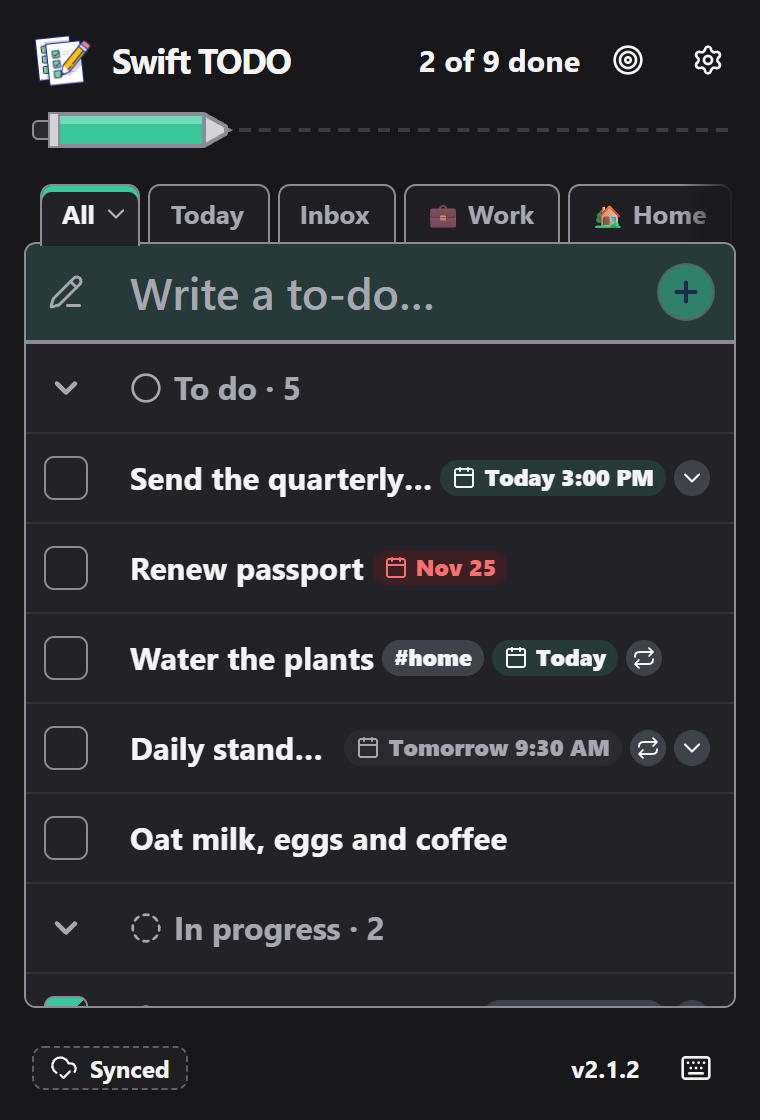 Swift TODO
2 of 9 done
All
Today
Inbox
Work
Home
Write a to-do...
To do · 5
Send the quarterly... Today 3:00 PM
Renew passport Nov 25
Water the plants #home Today
Daily stand... Tomorrow 9:30 AM
Oat milk, eggs and coffee
In progress · 2
Synced
v2.1.2